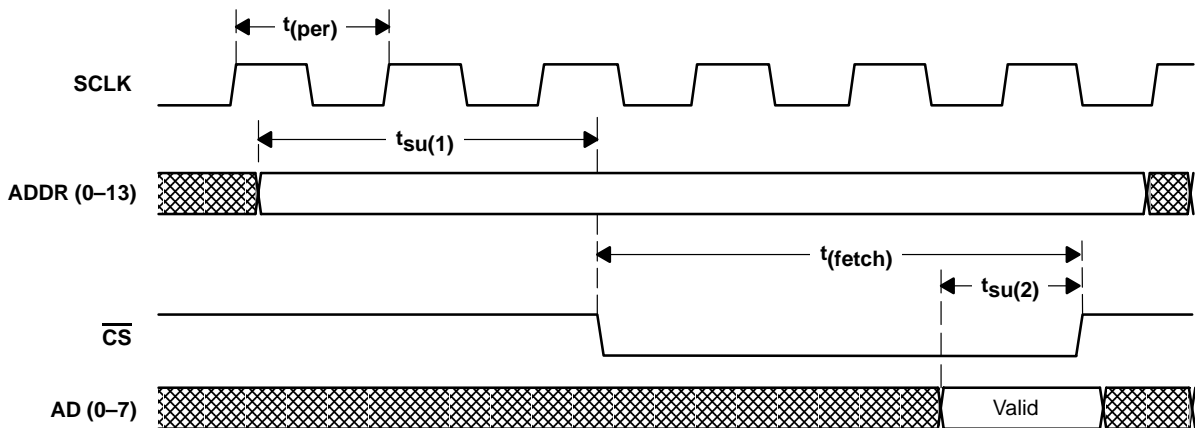 t(per)
SCLK
tsu(1)
ADDR (0–13)
t(fetch)
tsu(2)
CS
AD (0–7)
Valid